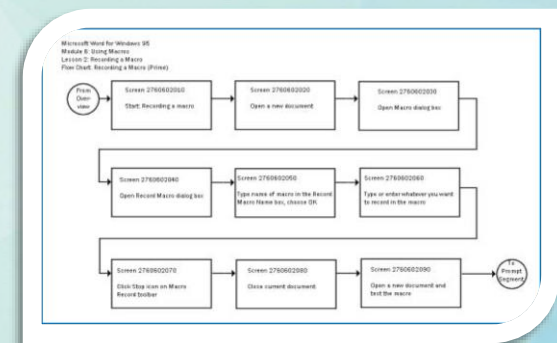 Microsoft Word for Windows 95
Module 6: Using Macros
Lesson 2: Recording a Macro
Flow Chart: Recording a Macro (Prime)
From
Over-
view
Screen 2760602010
Start: Recording a macro
Screen 2760602020
Open a new document
Screen 2760602030
Open Macro dialog box
Screen 2760602040
Open Record Macro dialog box
Screen 2760602050
Type name of macro in the Record
Macro Name box, choose OK
Screen 2760602060
Type or enter whatever you want
to record in the macro
Screen 2760602070
Click Stop icon on Macro
Record toolbar
Screen 2760602080
Close current document
Screen 2760602090
Open a new document and
test the macro
To
Prompt
Segment